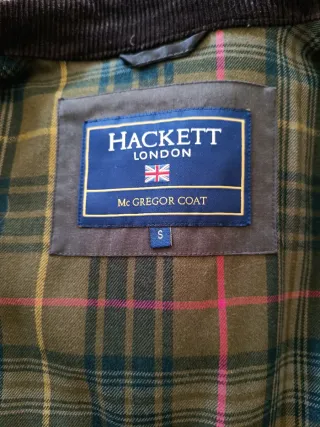 HACKETT
LONDON
Mc GREGOR COAT
S